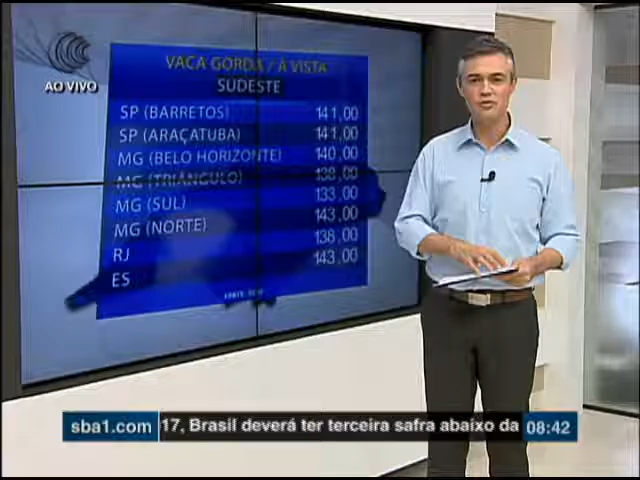 AO VIVO
VACA GORDA / À VISTA
SUDESTE
SP (BARRETOS) 141,00
SP (ARAÇATUBA) 141,00
MG (BELO HORIZONTE) 140,00
MG (TRIÂNGULO) 138,00
MG (SUL) 133,00
MG (NORTE) 143,00
RJ 138,00
ES 143,00
sba1.com 17, Brasil deverá ter terceira safra abaixo da 08:42